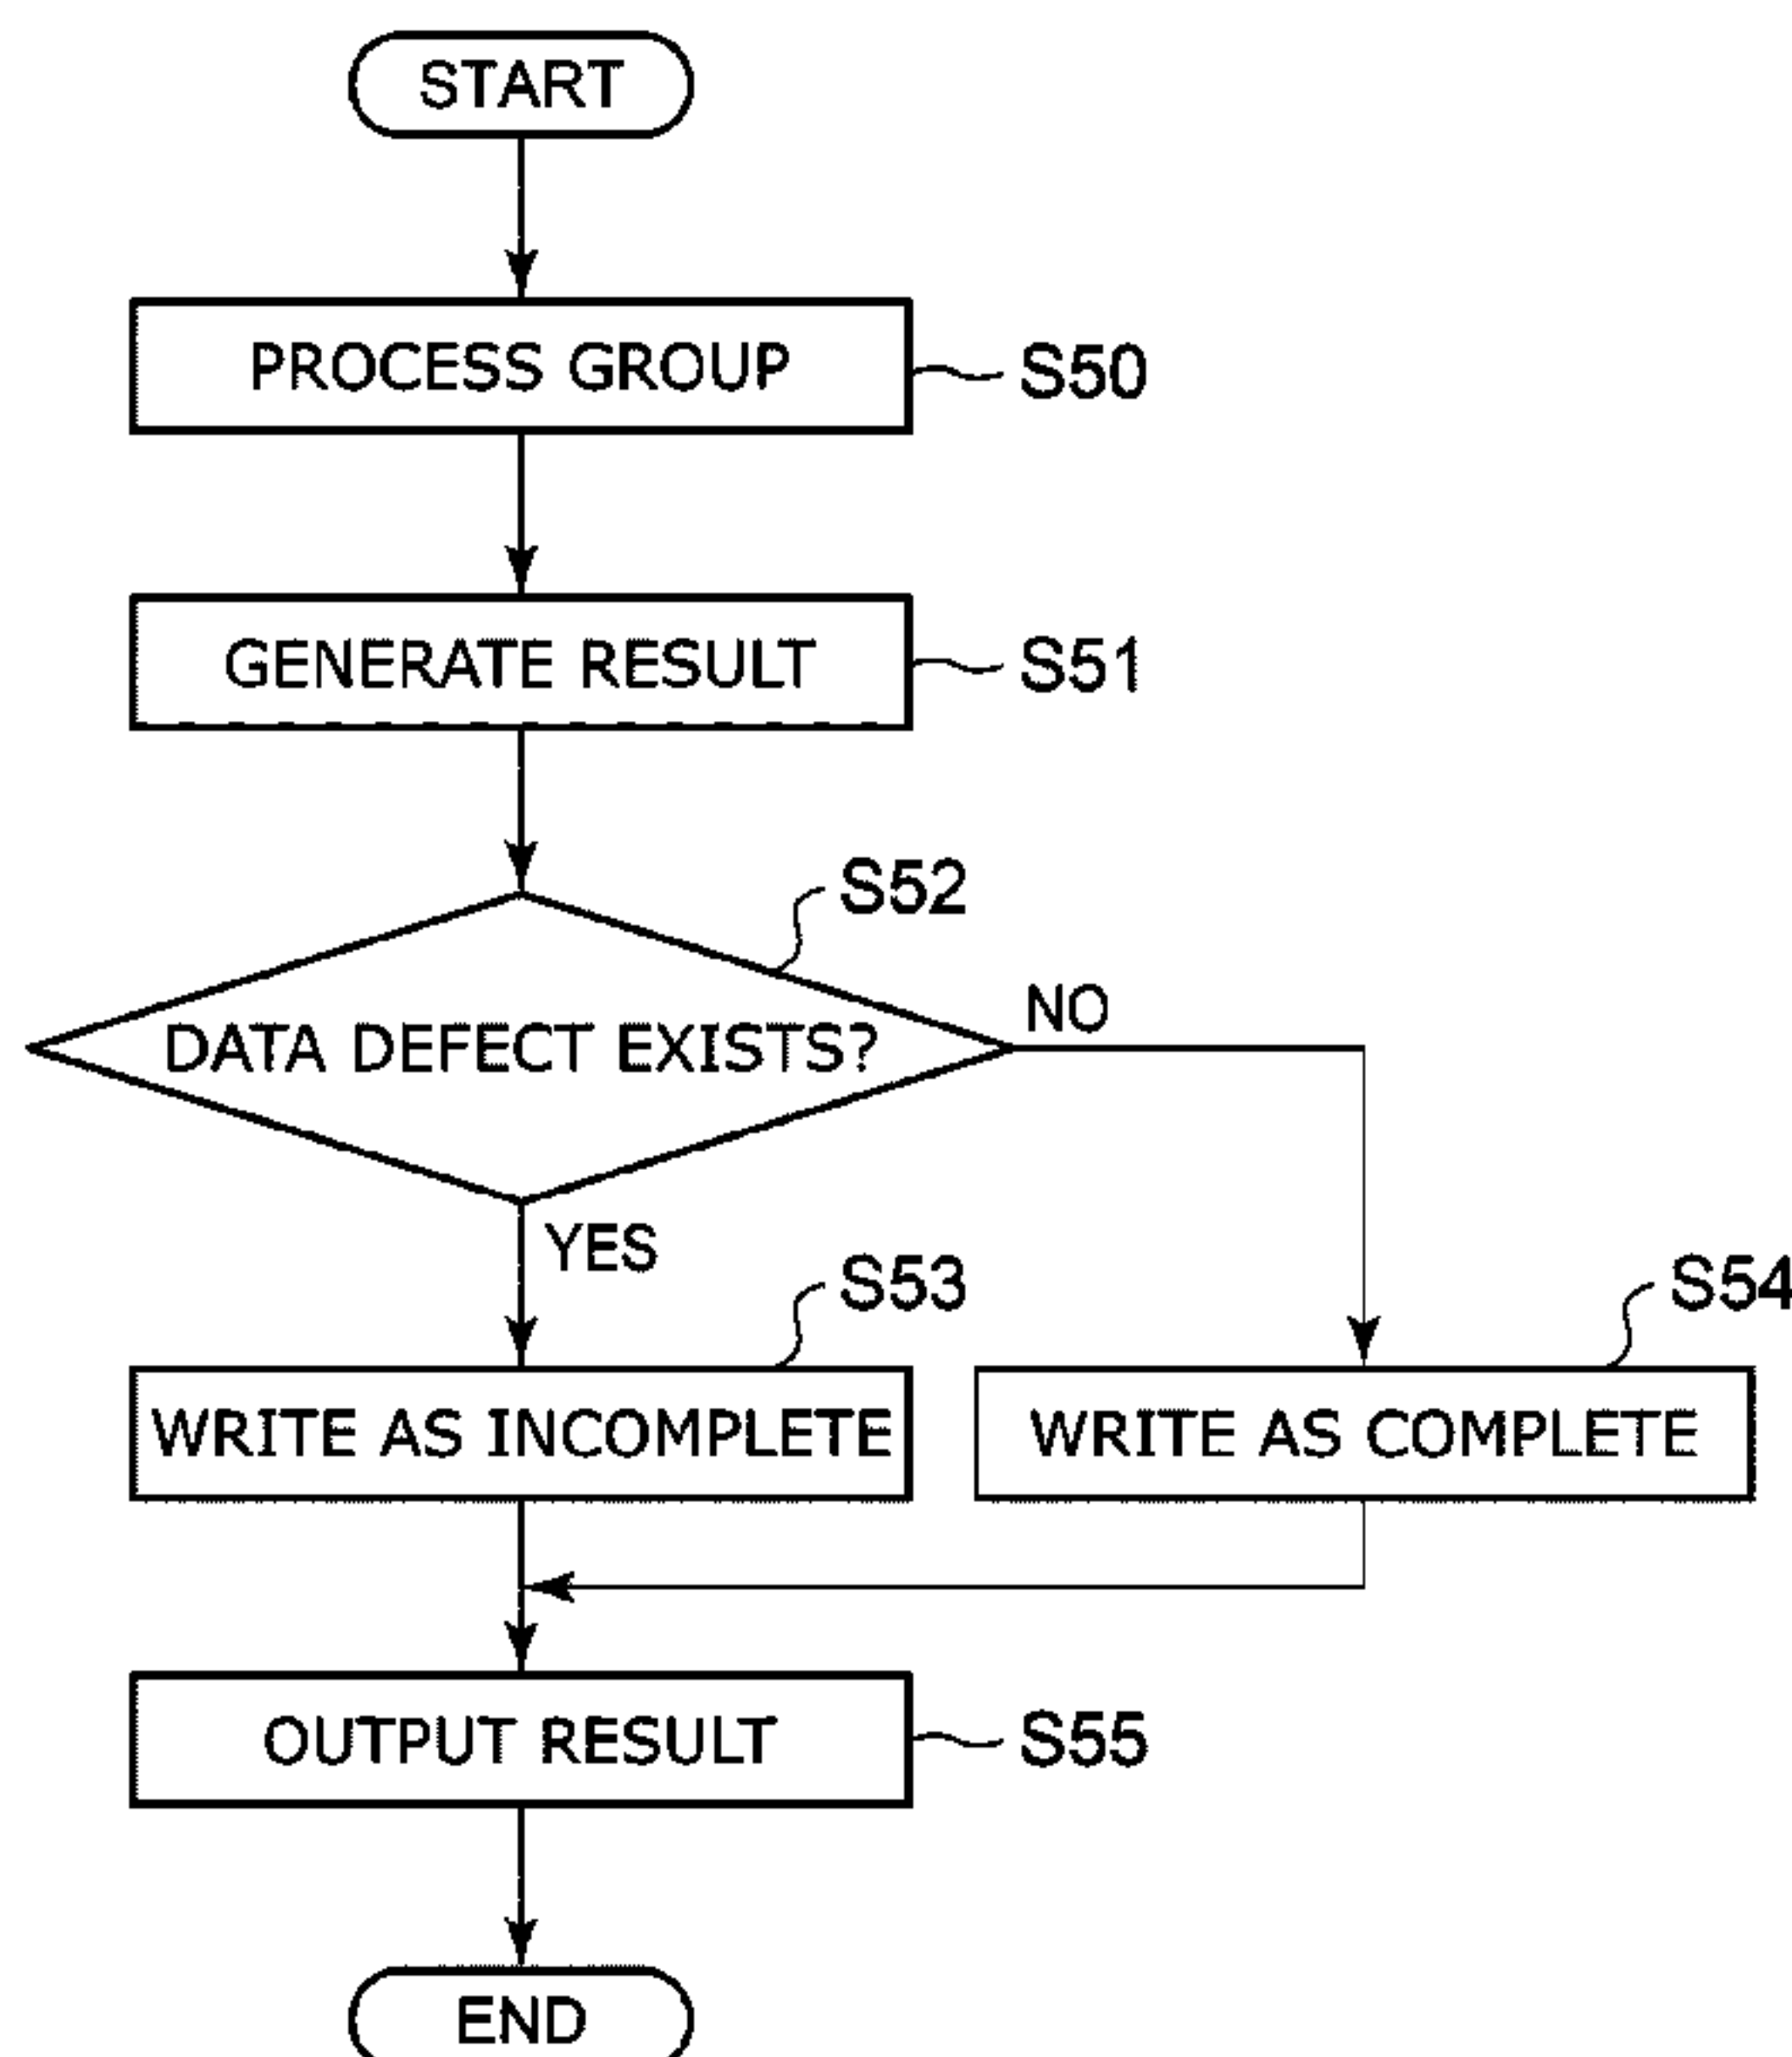 START
PROCESS GROUP
S50
GENERATE RESULT
S51
S52
DATA DEFECT EXISTS?
NO
YES
S53
S54
WRITE AS INCOMPLETE
WRITE AS COMPLETE
OUTPUT RESULT
S55
END